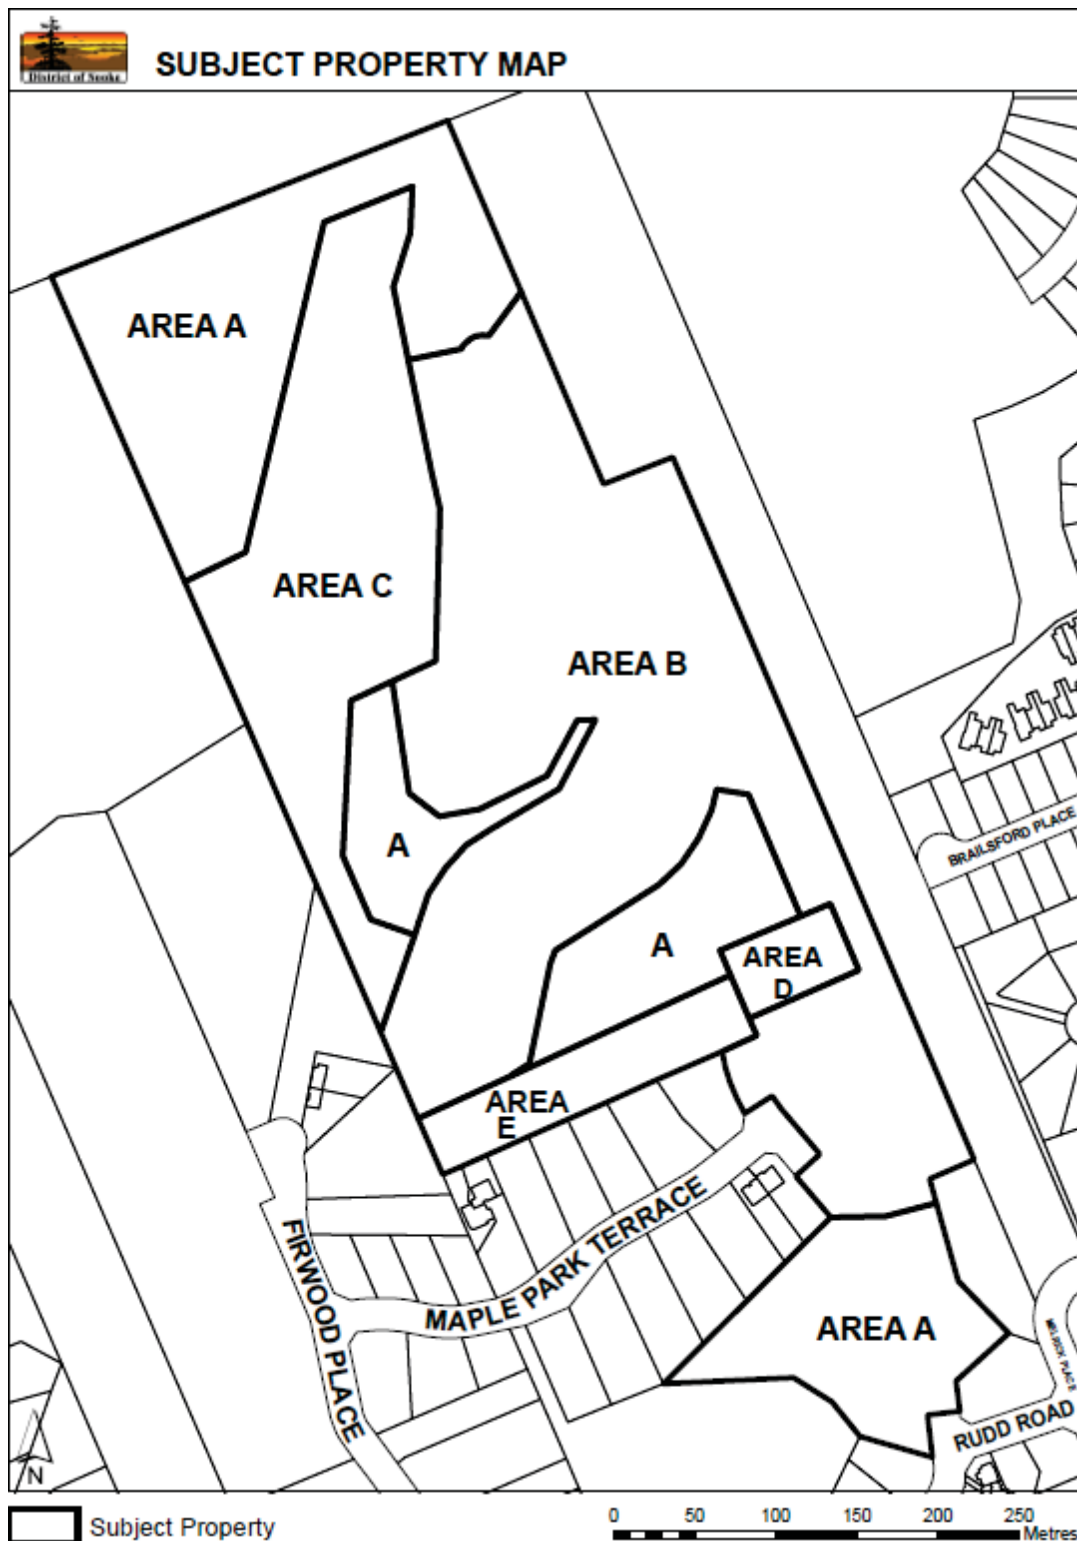 District of Sooke
SUBJECT PROPERTY MAP
AREA A
AREA C
AREA B
A
A
AREA
D
AREA
E
BRAILSFORD PLACE
MAPLE PARK TERRACE
FIRWOOD PLACE
AREA A
RUDD ROAD
N
Subject Property
0 50 100 150 200 250
Metres